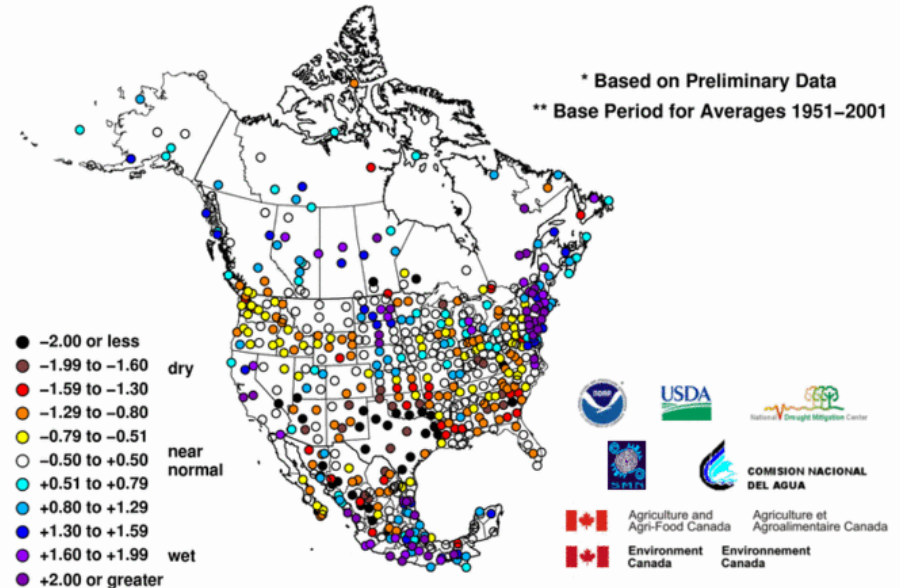 * Based on Preliminary Data
** Base Period for Averages 1951−2001
−2.00 or less
−1.99 to −1.60
dry
−1.59 to −1.30
−1.29 to −0.80
−0.79 to −0.51
near
−0.50 to +0.50
normal
+0.51 to +0.79
+0.80 to +1.29
+1.30 to +1.59
+1.60 to +1.99
wet
+2.00 or greater
USDA
National Drought Mitigation Center
SMN
COMISION NACIONAL
DEL AGUA
Agriculture and
Agri-Food Canada
Agriculture et
Agroalimentaire Canada
Environment
Canada
Environnement
Canada